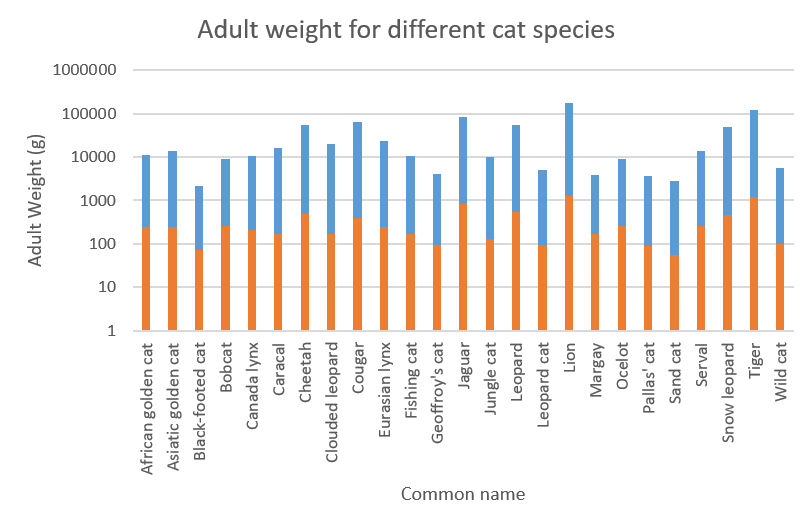 Adult weight for different cat species
1000000
100000
10000
1000
100
10
1
Adult Weight (g)
African golden cat
Asiatic golden cat
Black-footed cat
Bobcat
Canada lynx
Caracal
Cheetah
Clouded leopard
Cougar
Eurasian lynx
Fishing cat
Geoffroy's cat
Jaguar
Jungle cat
Leopard
Leopard cat
Lion
Margay
Ocelot
Pallas' cat
Sand cat
Serval
Snow leopard
Tiger
Wild cat
Common name